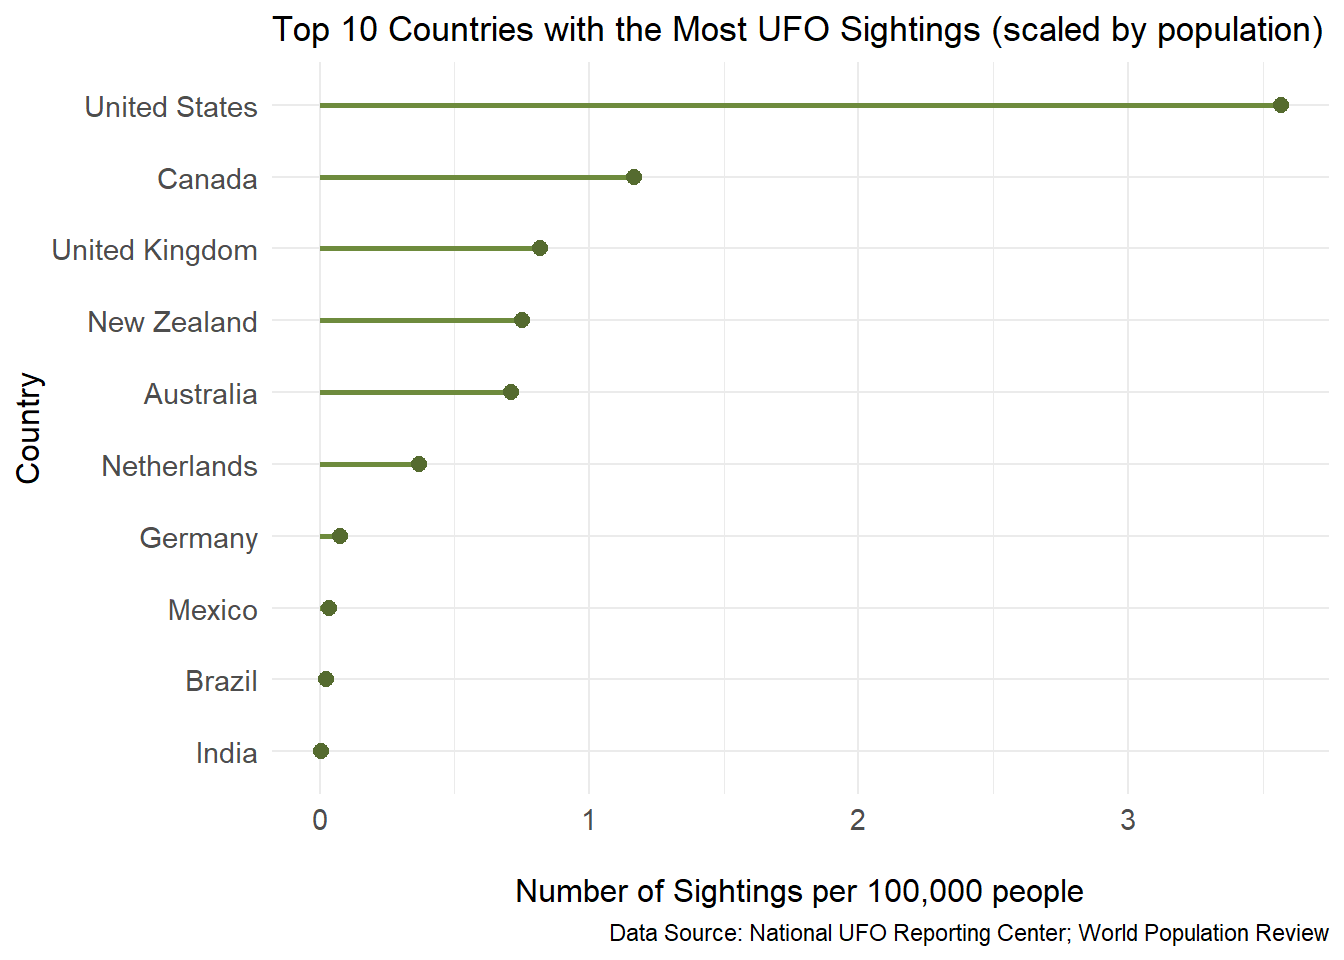 Top 10 Countries with the Most UFO Sightings (scaled by population)
United States
Canada
United Kingdom
New Zealand
Australia
Netherlands
Germany
Mexico
Brazil
India
Country
0 1 2 3
Number of Sightings per 100,000 people
Data Source: National UFO Reporting Center; World Population Review